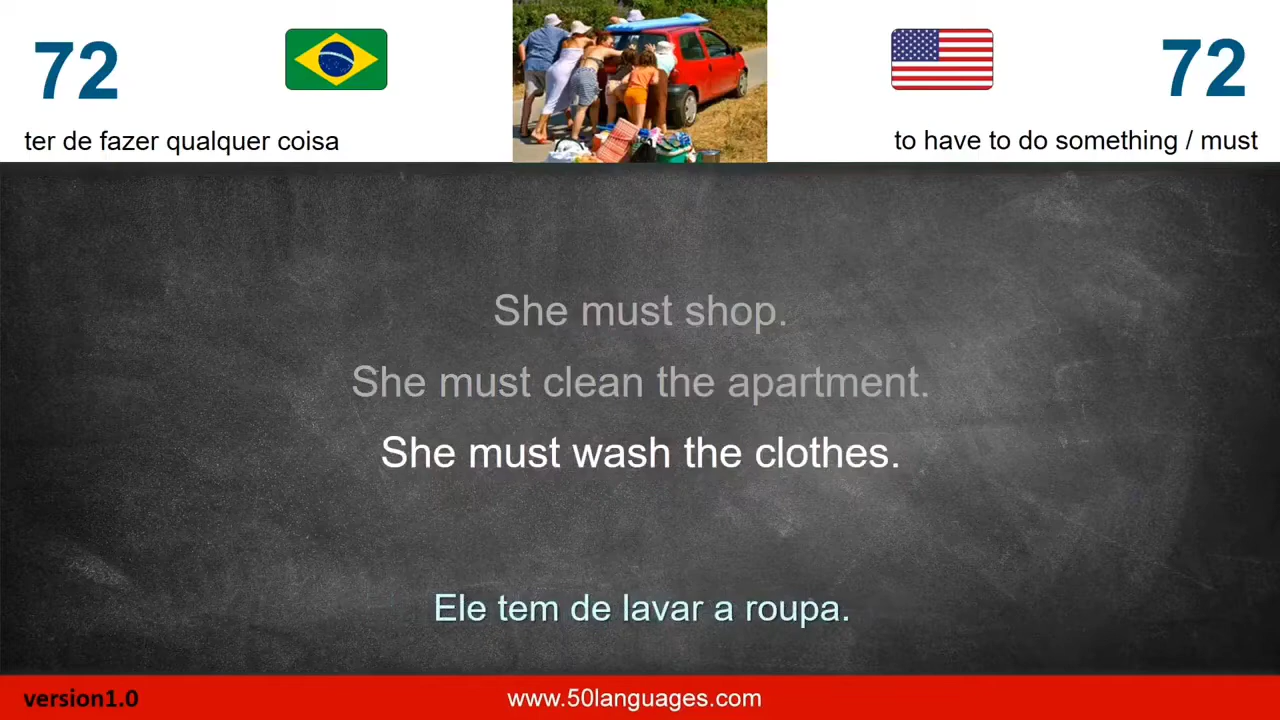 72
72
ter de fazer qualquer coisa
to have to do something / must
She must shop.
She must clean the apartment.
She must wash the clothes.
Ele tem de lavar a roupa.
version1.0
www.50languages.com